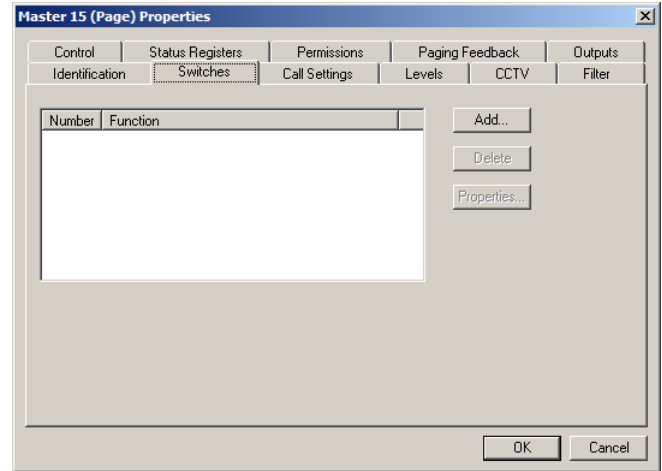 Master 15 (Page) Properties
Control Status Registers Permissions Paging Feedback Outputs
Identification Switches Call Settings Levels CCTV Filter
Number Function
Add...
Delete
Properties...
OK Cancel